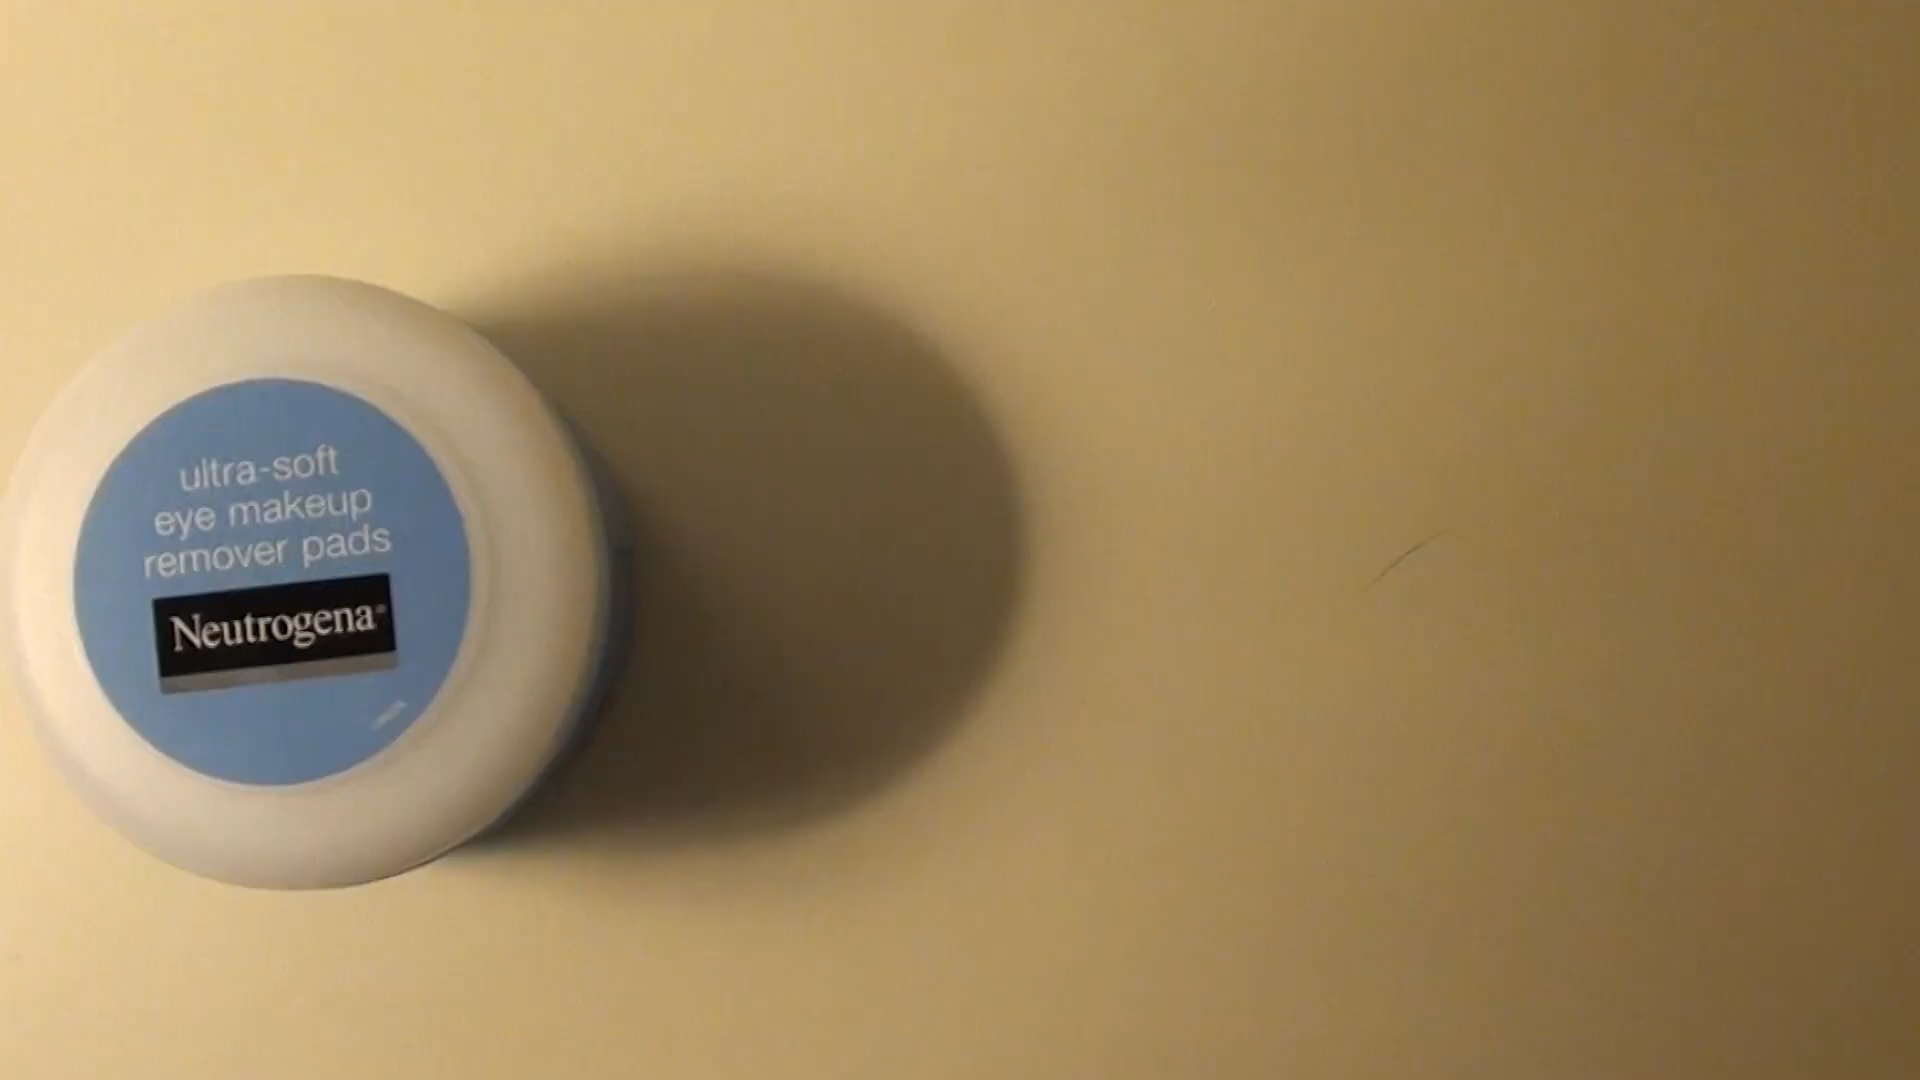 ultra-soft
eye makeup
remover pads
Neutrogena®